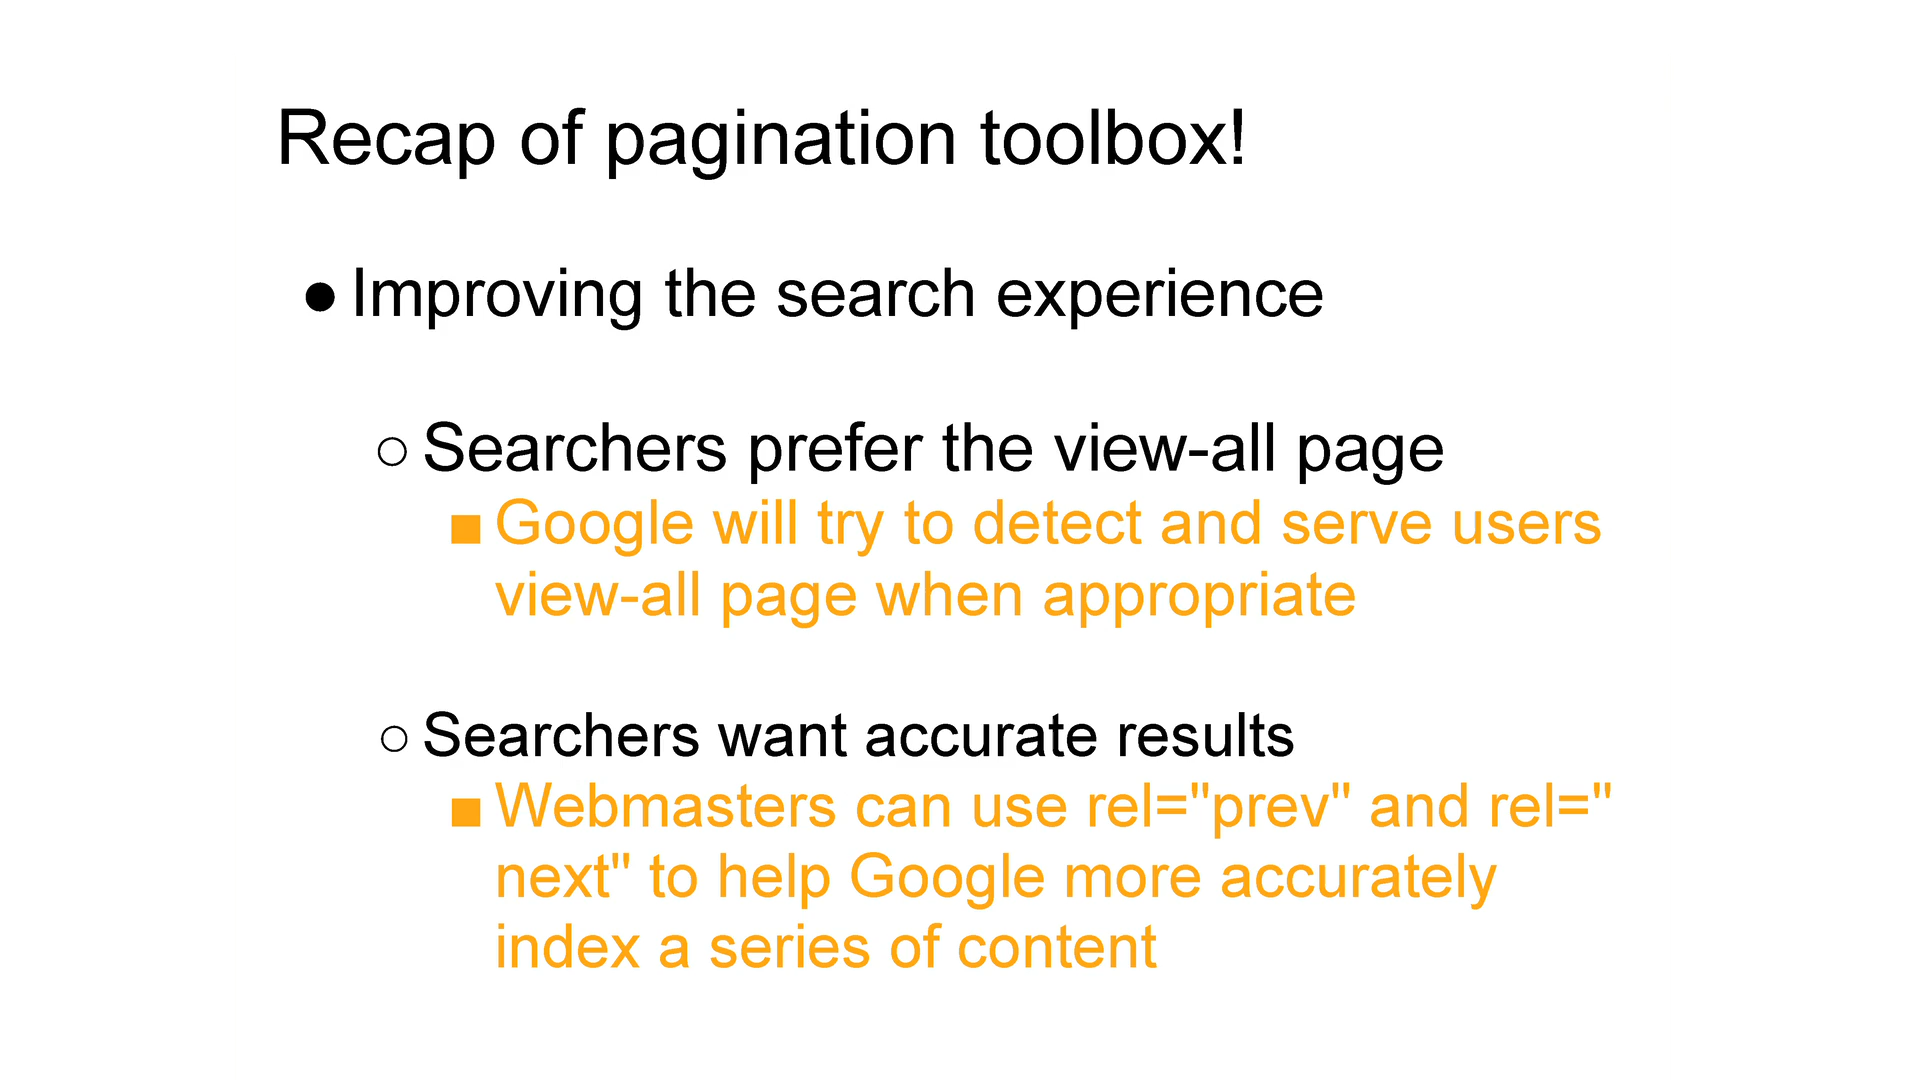 Recap of pagination toolbox!
● Improving the search experience
○ Searchers prefer the view-all page
■ Google will try to detect and serve users
view-all page when appropriate
○ Searchers want accurate results
■ Webmasters can use rel="prev" and rel="
next" to help Google more accurately
index a series of content